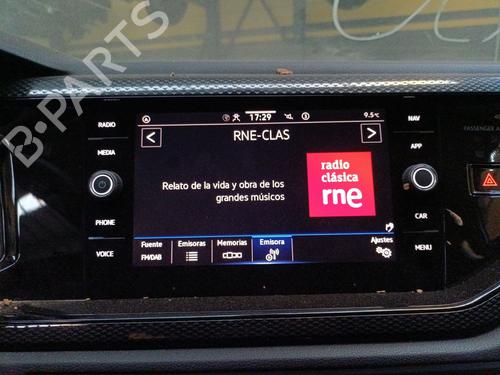 B-PARTS
RADIO
MEDIA
PHONE
VOICE
17:29
9.5°C
RNE-CLAS
Relato de la vida y obra de los
grandes músicos
radio
clásica
rne
Fuente
FM/DAB
Emisoras
Memorias
Emisora
Ajustes
NAV
APP
CAR
MENU
PASSENGER